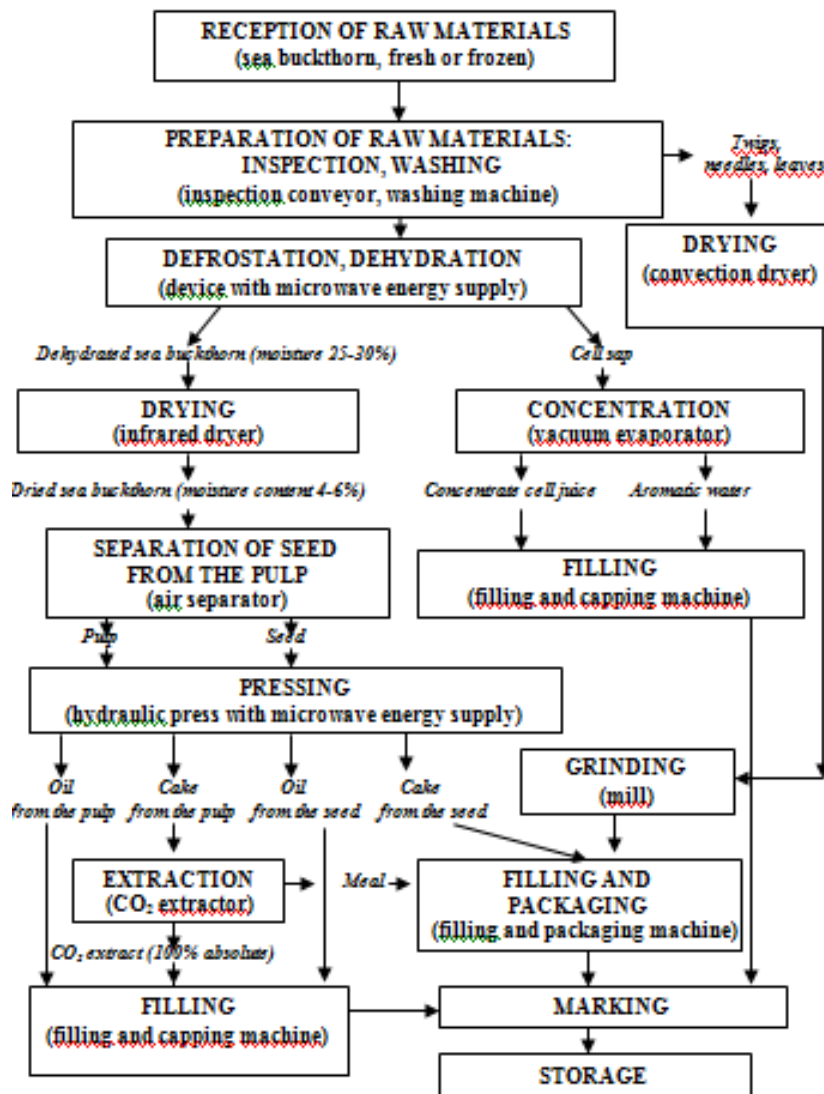 RECEPTION OF RAW MATERIALS
(sea buckthorn, fresh or frozen)
PREPARATION OF RAW MATERIALS:
INSPECTION, WASHING
(inspection conveyor, washing machine)
Twigs,
needles, leaves
DEFROSTATION, DEHYDRATION
(device with microwave energy supply)
DRYING
(convection dryer)
Dehydrated sea buckthorn (moisture 25-30%)
Cell sap
DRYING
(infrared dryer)
CONCENTRATION
(vacuum evaporator)
Dried sea buckthorn (moisture content 4-6%)
Concentrate cell juice
Aromatic water
SEPARATION OF SEED
FROM THE PULP
(air separator)
FILLING
(filling and capping machine)
Pulp
Seed
PRESSING
(hydraulic press with microwave energy supply)
Oil
from the pulp
Cake
from the pulp
Oil
from the seed
Cake
from the seed
GRINDING
(mill)
EXTRACTION
(CO₂ extractor)
Meal
FILLING AND
PACKAGING
(filling and packaging machine)
CO₂ extract (100% absolute)
FILLING
(filling and capping machine)
MARKING
STORAGE